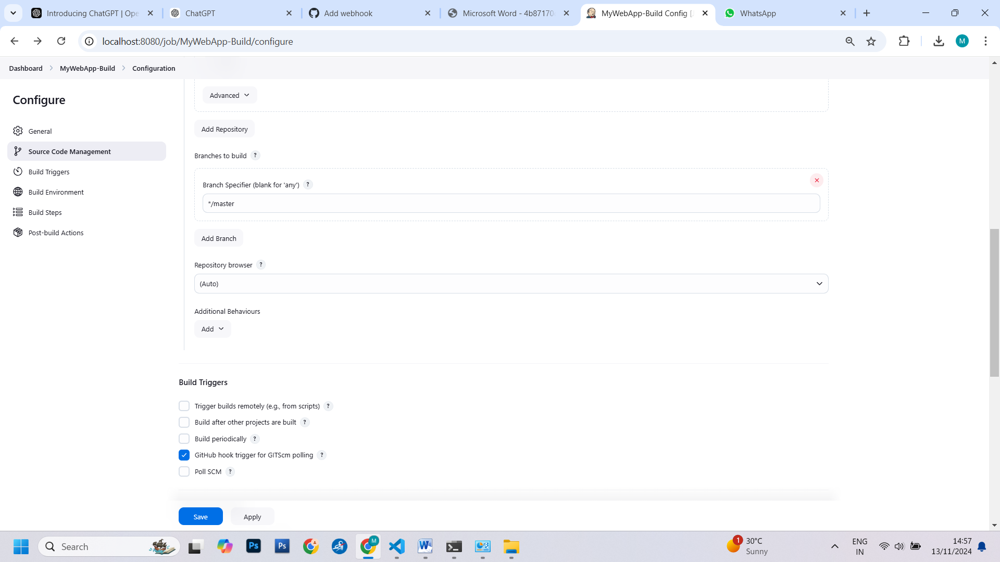 Introducing ChatGPT | Ope
ChatGPT
Add webhook
Microsoft Word - 4b87170
MyWebApp-Build Config [J
WhatsApp
localhost:8080/job/MyWebApp-Build/configure
M
Dashboard
MyWebApp-Build
Configuration
Configure
General
Source Code Management
Build Triggers
Build Environment
Build Steps
Post-build Actions
Advanced
Add Repository
Branches to build ?
Branch Specifier (blank for 'any') ?
*/master
Add Branch
Repository browser ?
(Auto)
Additional Behaviours
Add
Build Triggers
Trigger builds remotely (e.g., from scripts) ?
Build after other projects are built ?
Build periodically ?
GitHub hook trigger for GITScm polling ?
Poll SCM ?
Save
Apply
Search
Ps
Ps
M
W
1
30°C
Sunny
ENG
IN
14:57
13/11/2024